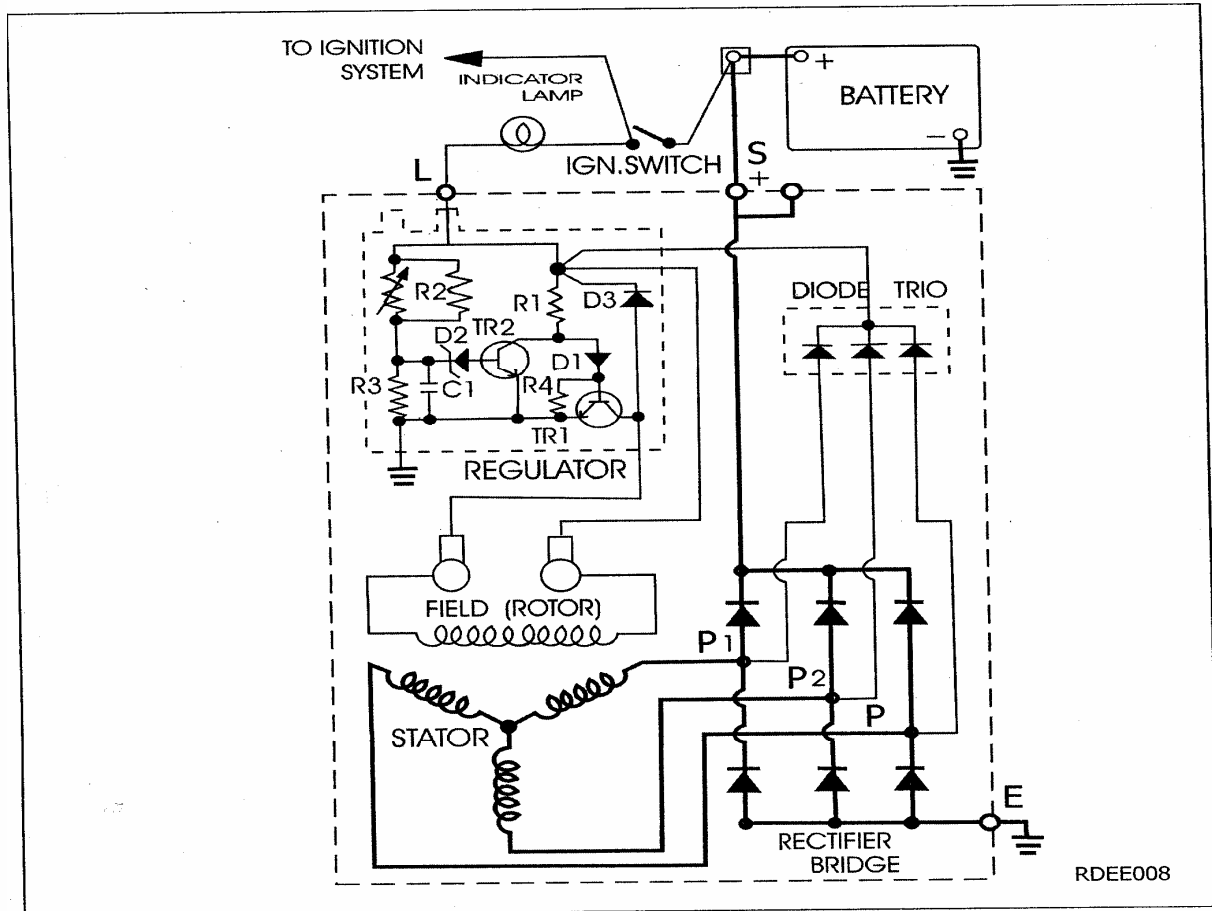 TO IGNITION
SYSTEM
INDICATOR
LAMP
+
BATTERY
−
IGN.SWITCH
L
S
+
R2
R1
D3
DIODE TRIO
D2
TR2
D1
R3
C1
R4
TR1
REGULATOR
FIELD (ROTOR)
P1
P2
P
STATOR
E
RECTIFIER
BRIDGE
RDEE008